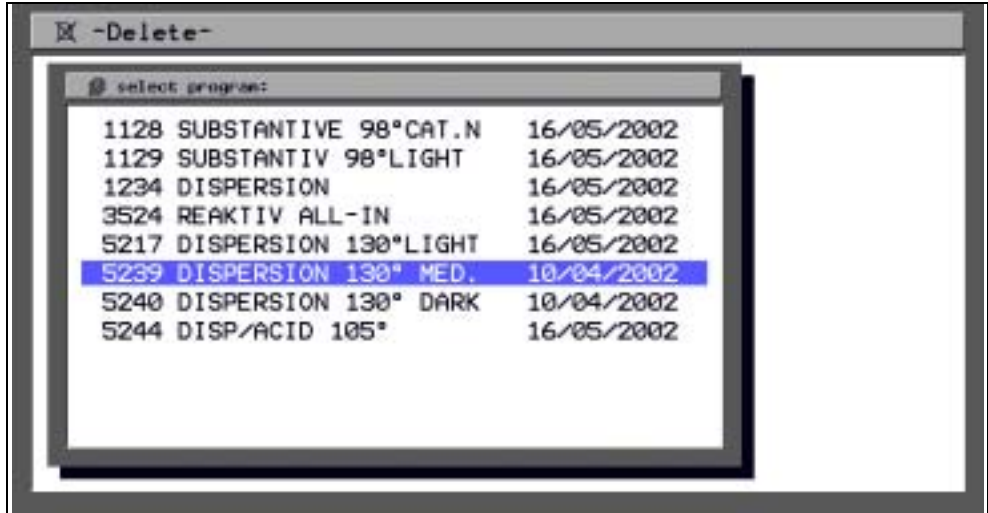 -Delete-
select program:
1128 SUBSTANTIVE 98°CAT.N 16/05/2002
1129 SUBSTANTIV 98°LIGHT 16/05/2002
1234 DISPERSION 16/05/2002
3524 REAKTIV ALL-IN 16/05/2002
5217 DISPERSION 130°LIGHT 16/05/2002
5239 DISPERSION 130° MED. 10/04/2002
5240 DISPERSION 130° DARK 10/04/2002
5244 DISP/ACID 105° 16/05/2002